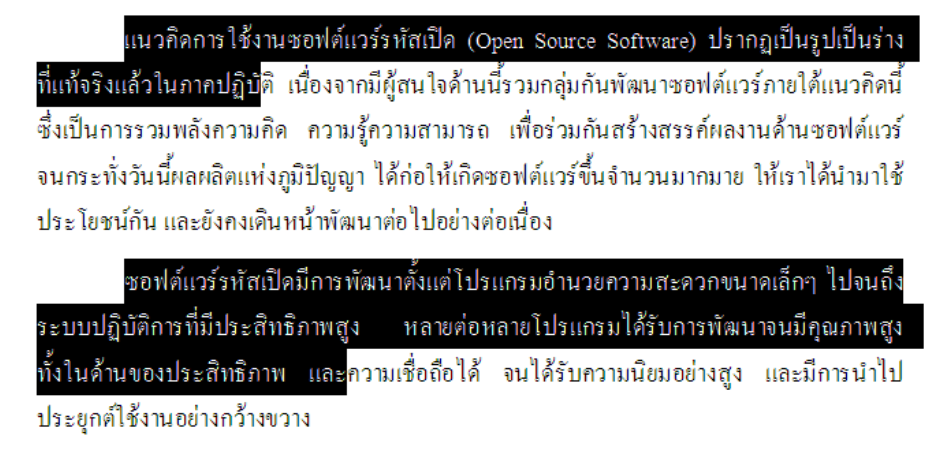 แนวคิดการใช้งานซอฟต์แวร์รหัสเปิด (Open Source Software) ปรากฏเป็นรูปเป็นร่าง
ที่แท้จริงแล้วในภาคปฏิบัติ เนื่องจากมีผู้สนใจด้านนี้รวมกลุ่มกันพัฒนาซอฟต์แวร์ภายใต้แนวคิดนี้
ซึ่งเป็นการรวมพลังความคิด ความรู้ความสามารถ เพื่อร่วมกันสร้างสรรค์ผลงานด้านซอฟต์แวร์
จนกระทั่งวันนี้ผลผลิตแห่งภูมิปัญญา ได้ก่อให้เกิดซอฟต์แวร์ขึ้นจำนวนมากมาย ให้เราได้นำมาใช้
ประโยชน์กัน และยังคงเดินหน้าพัฒนาต่อไปอย่างต่อเนื่อง
ซอฟต์แวร์รหัสเปิดมีการพัฒนาตั้งแต่โปรแกรมอำนวยความสะดวกขนาดเล็กๆ ไปจนถึง
ระบบปฏิบัติการที่มีประสิทธิภาพสูง หลายต่อหลายโปรแกรมได้รับการพัฒนาจนมีคุณภาพสูง
ทั้งในด้านของประสิทธิภาพ และความเชื่อถือได้ จนได้รับความนิยมอย่างสูง และมีการนำไป
ประยุกต์ใช้งานอย่างกว้างขวาง